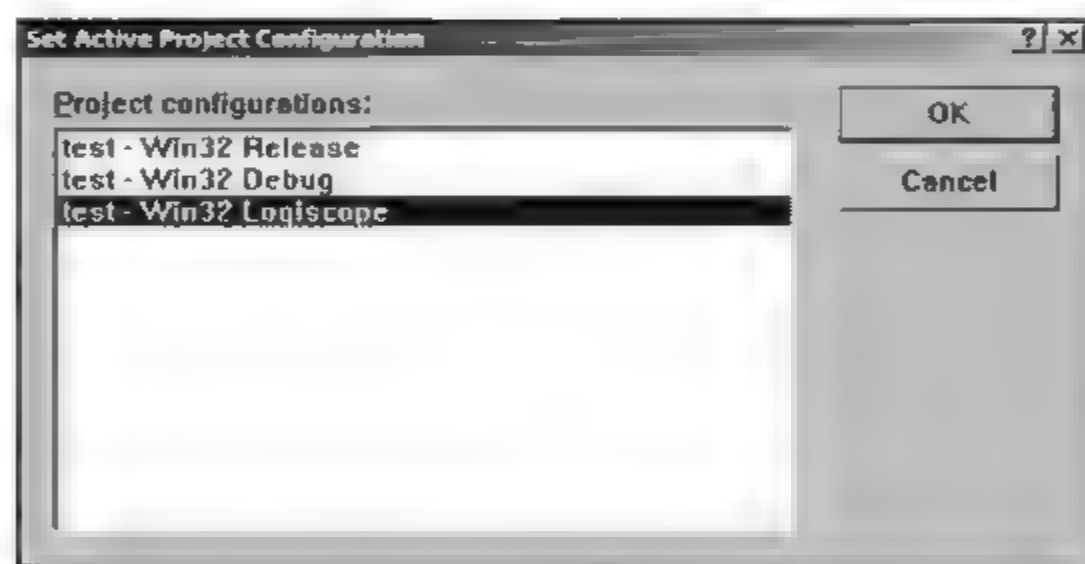 Set Active Project Configuration
? ×
Project configurations:
test - Win32 Release
test - Win32 Debug
test - Win32 Logiscope
OK
Cancel